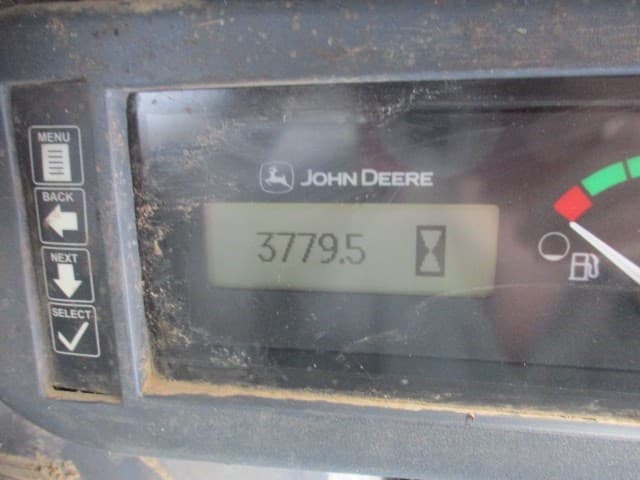 MENU
BACK
NEXT
SELECT
JOHN DEERE
3779.5